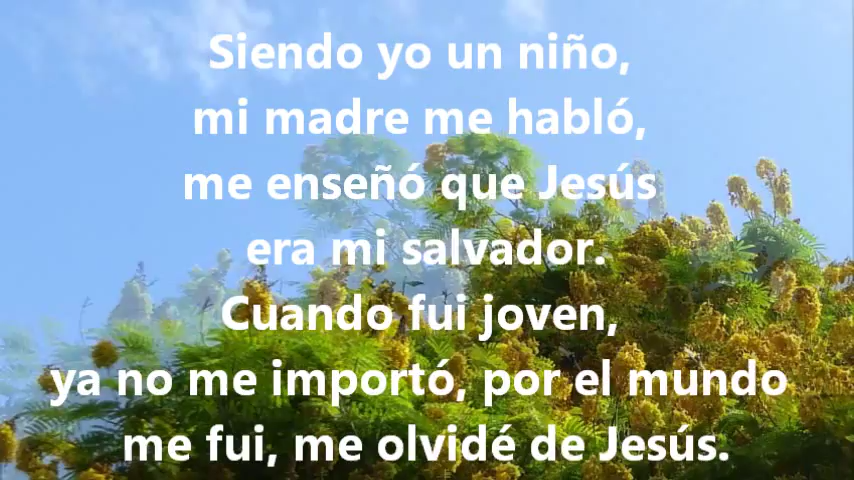 Siendo yo un niño,
mi madre me habló,
me enseñó que Jesús
era mi salvador.
Cuando fui joven,
ya no me importó, por el mundo
me fui, me olvidé de Jesús.